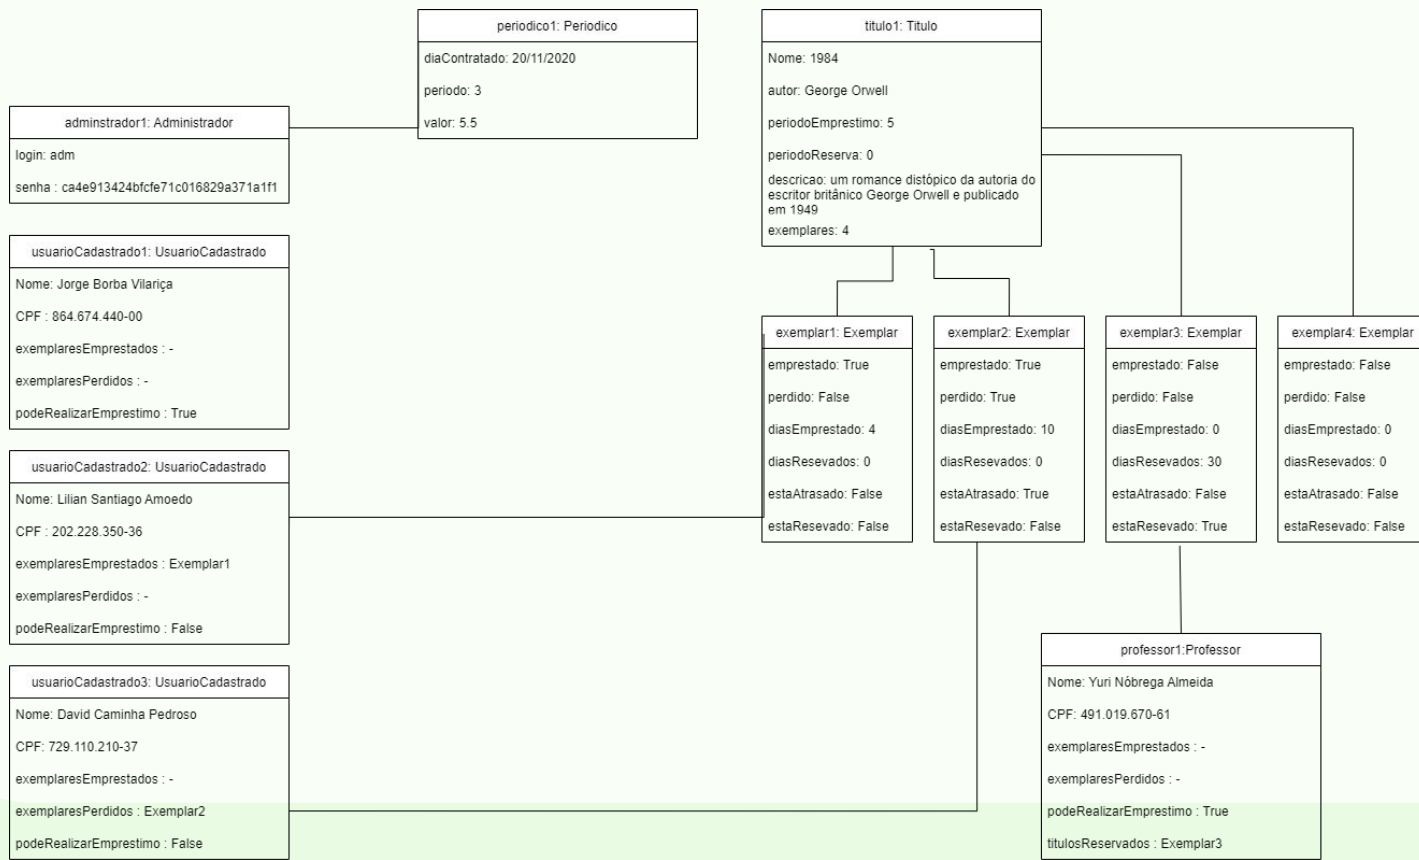 periodico1: Periodico
diaContratado: 20/11/2020
periodo: 3
valor: 5.5
titulo1: Titulo
Nome: 1984
autor: George Orwell
periodoEmprestimo: 5
periodoReserva: 0
descricao: um romance distópico da autoria do
escritor britânico George Orwell e publicado
em 1949
exemplares: 4
adminstrador1: Administrador
login: adm
senha : ca4e913424bfcfe71c016829a371a1f1
usuarioCadastrado1: UsuarioCadastrado
Nome: Jorge Borba Vilariça
CPF : 864.674.440-00
exemplaresEmprestados : -
exemplaresPerdidos : -
podeRealizarEmprestimo : True
usuarioCadastrado2: UsuarioCadastrado
Nome: Lilian Santiago Amoedo
CPF : 202.228.350-36
exemplaresEmprestados : Exemplar1
exemplaresPerdidos : -
podeRealizarEmprestimo : False
usuarioCadastrado3: UsuarioCadastrado
Nome: David Caminha Pedroso
CPF: 729.110.210-37
exemplaresEmprestados : -
exemplaresPerdidos : Exemplar2
podeRealizarEmprestimo : False
exemplar1: Exemplar
emprestado: True
perdido: False
diasEmprestado: 4
diasResevados: 0
estaAtrasado: False
estaResevado: False
exemplar2: Exemplar
emprestado: True
perdido: True
diasEmprestado: 10
diasResevados: 0
estaAtrasado: True
estaResevado: False
exemplar3: Exemplar
emprestado: False
perdido: False
diasEmprestado: 0
diasResevados: 30
estaAtrasado: False
estaResevado: True
exemplar4: Exemplar
emprestado: False
perdido: False
diasEmprestado: 0
diasResevados: 0
estaAtrasado: False
estaResevado: False
professor1:Professor
Nome: Yuri Nóbrega Almeida
CPF: 491.019.670-61
exemplaresEmprestados : -
exemplaresPerdidos : -
podeRealizarEmprestimo : True
titulosReservados : Exemplar3